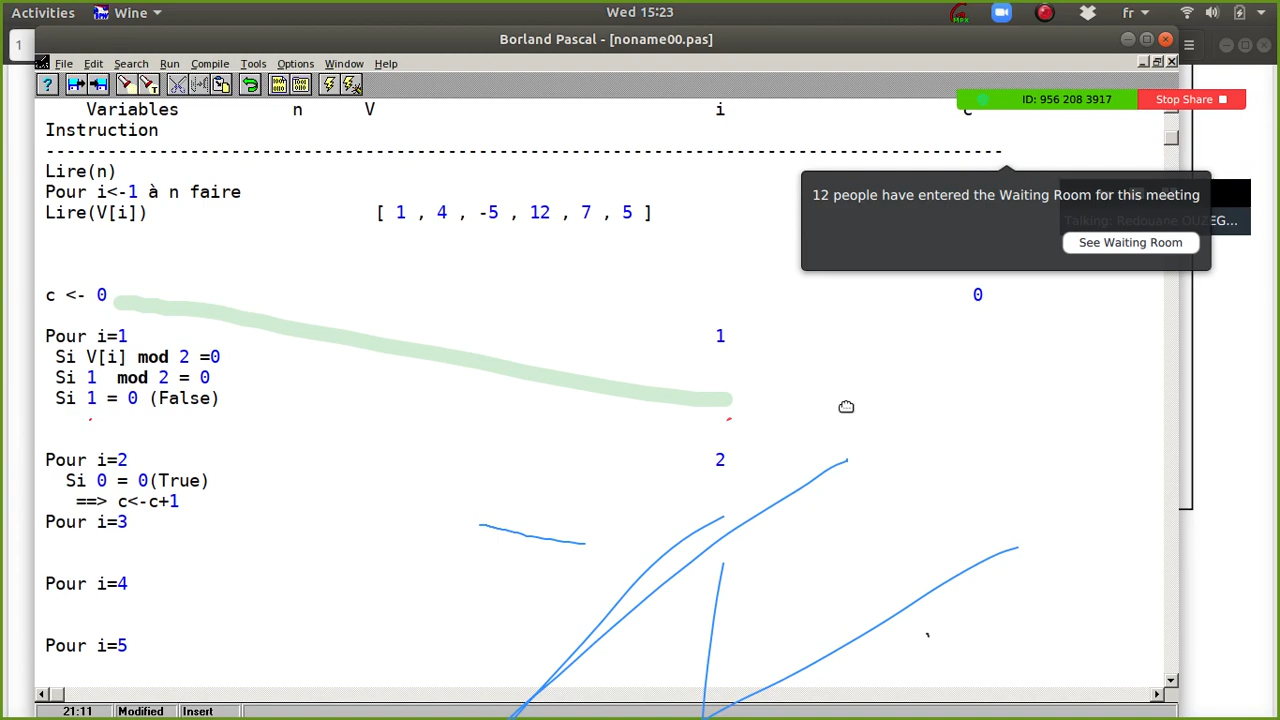 Activities Wine Wed 15:23 fr
1 Borland Pascal - [noname00.pas]
File Edit Search Run Compile Tools Options Window Help
Variables n V i
ID: 956 208 3917 Stop Share
Instruction
--------------------------------------------------------------------------------------------
Lire(n)
Pour i<-1 à n faire
Lire(V[i]) [ 1 , 4 , -5 , 12 , 7 , 5 ]
12 people have entered the Waiting Room for this meeting
Talking: Redouane OUZEG...
See Waiting Room
c <- 0 0
Pour i=1 1
Si V[i] mod 2 =0
Si 1 mod 2 = 0
Si 1 = 0 (False)
Pour i=2 2
Si 0 = 0(True)
==> c<-c+1
Pour i=3
Pour i=4
Pour i=5
21:11 Modified Insert